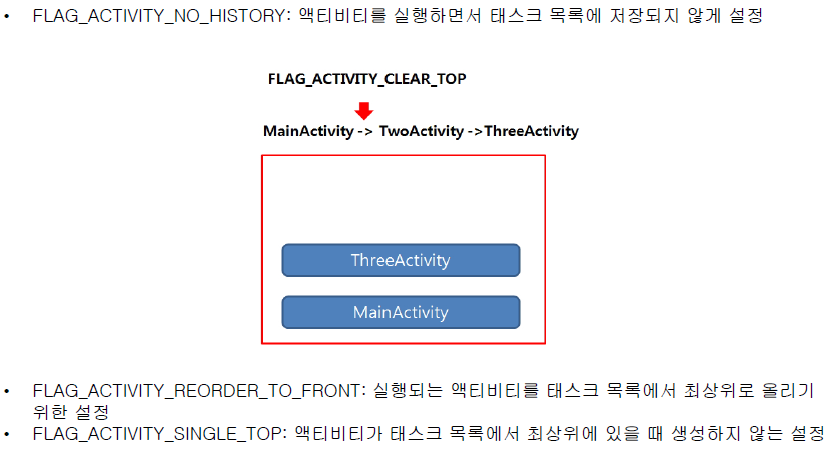 • FLAG_ACTIVITY_NO_HISTORY: 액티비티를 실행하면서 태스크 목록에 저장되지 않게 설정
FLAG_ACTIVITY_CLEAR_TOP
MainActivity -> TwoActivity ->ThreeActivity
ThreeActivity
MainActivity
• FLAG_ACTIVITY_REORDER_TO_FRONT: 실행되는 액티비티를 태스크 목록에서 최상위로 올리기
위한 설정
• FLAG_ACTIVITY_SINGLE_TOP: 액티비티가 태스크 목록에서 최상위에 있을 때 생성하지 않는 설정